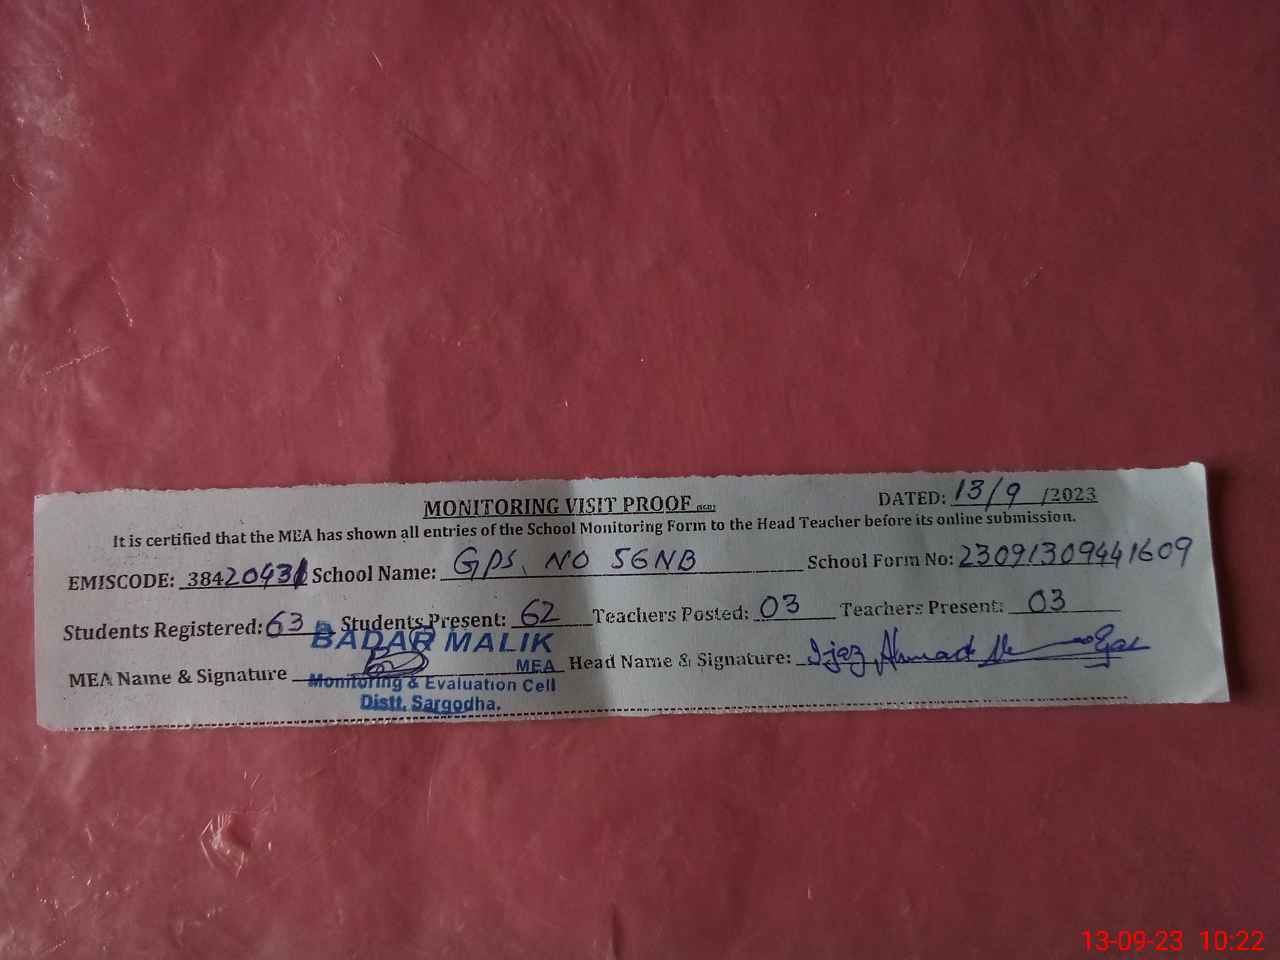 MONITORING VISIT PROOF (SGD) DATED: 13/9/2023
It is certified that the MEA has shown all entries of the School Monitoring Form to the Head Teacher before its online submission.
EMISCODE: 38420431 School Name: GPS, NO 56NB School Form No: 23091309441609
Students Registered: 63 Students Present: 62 Teachers Posted: 03 Teachers Present: 03
BADAR MALIK
MEA Name & Signature MEA Head Name & Signature: Ijaz Ahmad
Monitoring & Evaluation Cell
Distt. Sargodha.
13-09-23 10:22